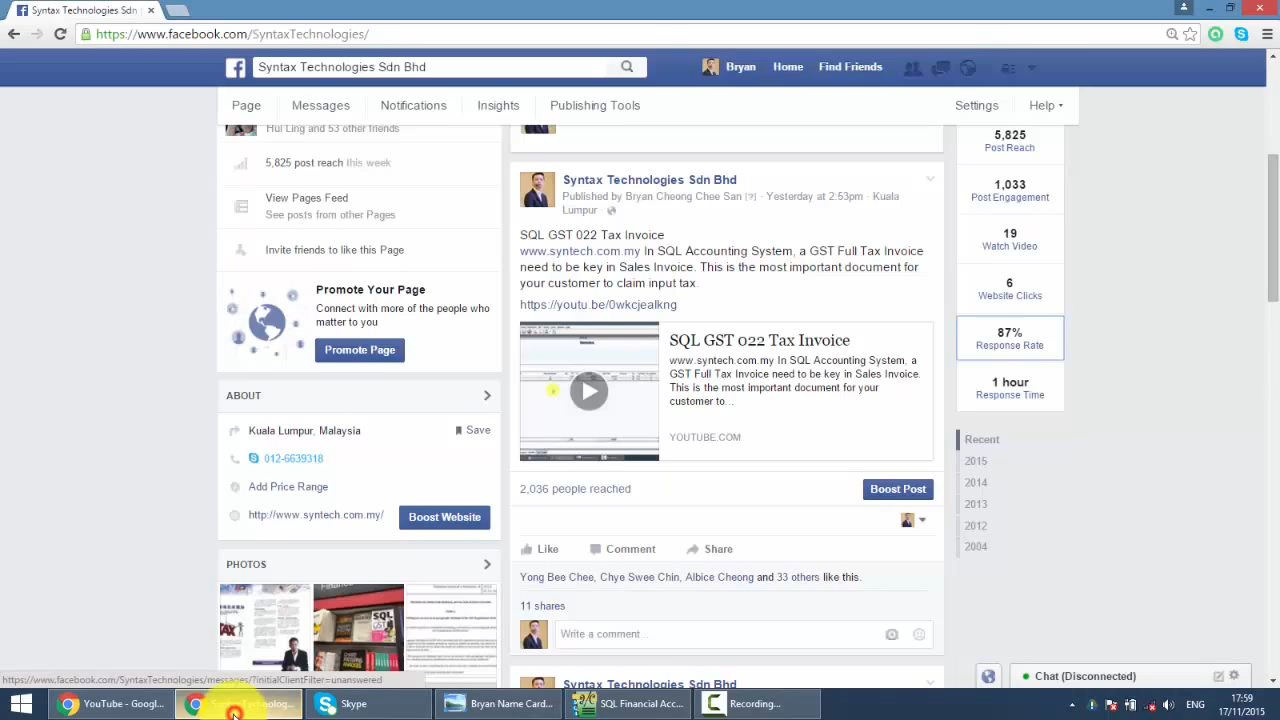 Syntax Technologies Sdn
https://www.facebook.com/SyntaxTechnologies/
Syntax Technologies Sdn Bhd
Bryan Home Find Friends
Page Messages Notifications Insights Publishing Tools Settings Help
Hui Ling and 53 other friends
5,825 post reach this week
View Pages Feed
See posts from other Pages
Invite friends to like this Page
Promote Your Page
Connect with more of the people who
matter to you
Promote Page
ABOUT
Kuala Lumpur, Malaysia Save
012-6639318
Add Price Range
http://www.syntech.com.my/ Boost Website
PHOTOS
SQL
Syntax Technologies Sdn Bhd
Published by Bryan Cheong Chee San [?] · Yesterday at 2:53pm · Kuala
Lumpur ·
SQL GST 022 Tax Invoice
www.syntech.com.my In SQL Accounting System, a GST Full Tax Invoice
need to be key in Sales Invoice. This is the most important document for
your customer to claim input tax.
https://youtu.be/0wkcjealkng
SQL GST 022 Tax Invoice
www.syntech.com.my In SQL Accounting System, a
GST Full Tax Invoice need to be key in Sales Invoice.
This is the most important document for your
customer to...
YOUTUBE.COM
2,036 people reached Boost Post
Like Comment Share
Yong Bee Chee, Chye Swee Chin, Albice Cheong and 33 others like this.
11 shares
Write a comment...
Syntax Technologies Sdn Bhd
5,825
Post Reach
1,033
Post Engagement
19
Watch Video
6
Website Clicks
87%
Response Rate
1 hour
Response Time
Recent
2015
2014
2013
2012
2004
Chat (Disconnected)
facebook.com/SyntaxTechnologies/messages/?initialClientFilter=unanswered
YouTube - Googl... Syntax Technolog... Skype Bryan Name Card... SQL Financial Acc... Recording...
ENG
17:59
17/11/2015